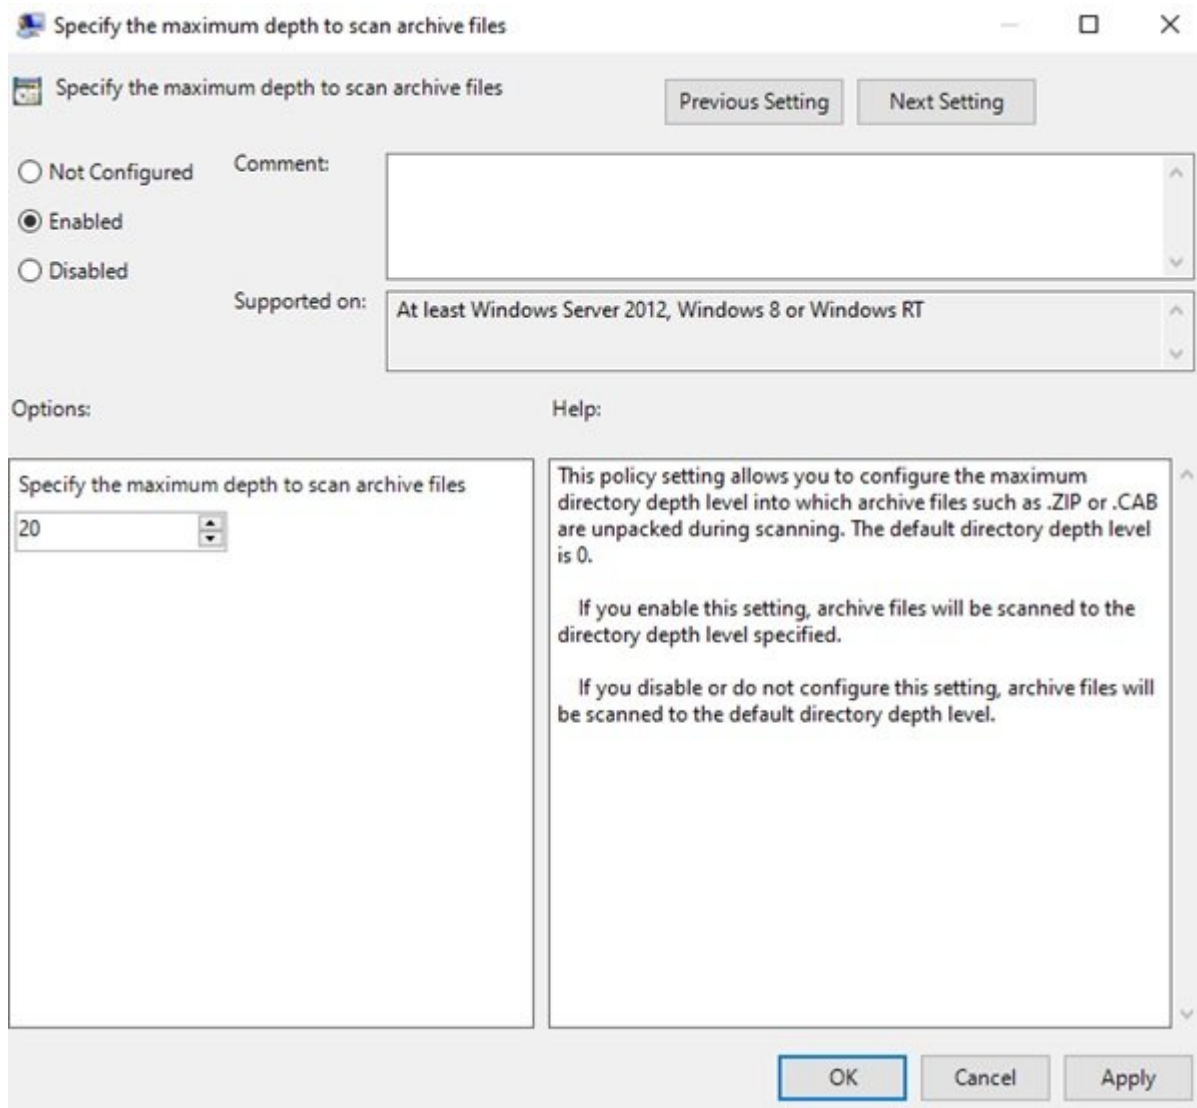 Specify the maximum depth to scan archive files
Specify the maximum depth to scan archive files
Previous Setting
Next Setting
Not Configured
Enabled
Disabled
Comment:
Supported on:
At least Windows Server 2012, Windows 8 or Windows RT
Options:
Help:
Specify the maximum depth to scan archive files
20
This policy setting allows you to configure the maximum
directory depth level into which archive files such as .ZIP or .CAB
are unpacked during scanning. The default directory depth level
is 0.
If you enable this setting, archive files will be scanned to the
directory depth level specified.
If you disable or do not configure this setting, archive files will
be scanned to the default directory depth level.
OK
Cancel
Apply